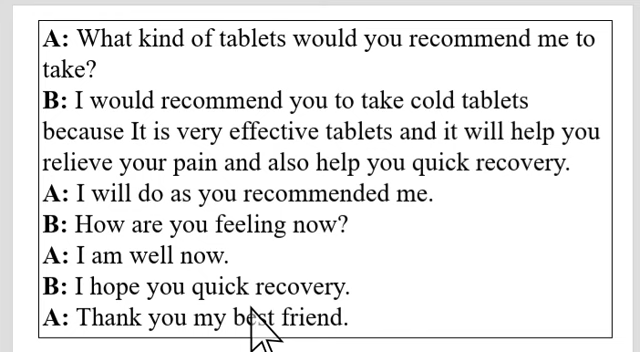 A: What kind of tablets would you recommend me to
take?
B: I would recommend you to take cold tablets
because It is very effective tablets and it will help you
relieve your pain and also help you quick recovery.
A: I will do as you recommended me.
B: How are you feeling now?
A: I am well now.
B: I hope you quick recovery.
A: Thank you my best friend.